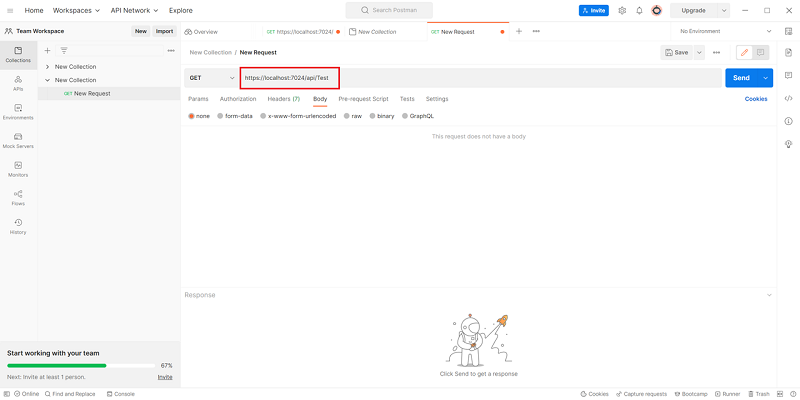 Home Workspaces API Network Explore Search Postman Invite Upgrade
Team Workspace New Import Overview GET https://localhost:7024/ New Collection GET New Request No Environment
Collections
APIs
Environments
Mock Servers
Monitors
Flows
History
New Collection
New Collection
GET New Request
New Collection / New Request Save
GET https://localhost:7024/api/Test Send
Params Authorization Headers (7) Body Pre-request Script Tests Settings Cookies
none form-data x-www-form-urlencoded raw binary GraphQL
This request does not have a body
Response
Click Send to get a response
Start working with your team
67%
Next: Invite at least 1 person. Invite
Online Find and Replace Console Cookies Capture requests Bootcamp Runner Trash